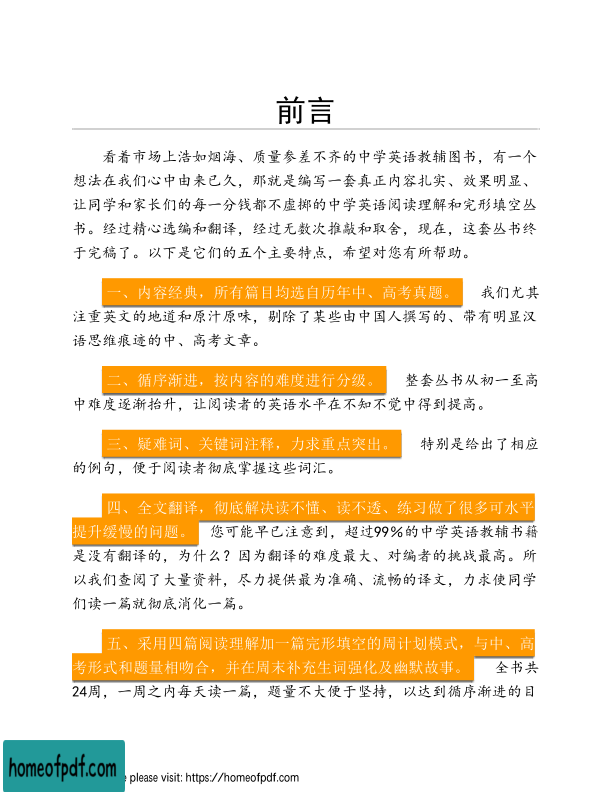 前言
看着市场上浩如烟海、质量参差不齐的中学英语教辅图书，有一个
想法在我们心中由来已久，那就是编写一套真正内容扎实、效果明显、
让同学和家长们的每一分钱都不虚掷的中学英语阅读理解和完形填空丛
书。经过精心选编和翻译，经过无数次推敲和取舍，现在，这套丛书终
于完稿了。以下是它们的五个主要特点，希望对您有所帮助。
一、内容经典，所有篇目均选自历年中、高考真题。 我们尤其
注重英文的地道和原汁原味，剔除了某些由中国人撰写的、带有明显汉
语思维痕迹的中、高考文章。
二、循序渐进，按内容的难度进行分级。 整套丛书从初一至高
中难度逐渐抬升，让阅读者的英语水平在不知不觉中得到提高。
三、疑难词、关键词注释，力求重点突出。 特别是给出了相应
的例句，便于阅读者彻底掌握这些词汇。
四、全文翻译，彻底解决读不懂、读不透、练习做了很多可水平
提升缓慢的问题。 您可能早已注意到，超过99%的中学英语教辅书籍
是没有翻译的，为什么？因为翻译的难度最大、对编者的挑战最高。所
以我们查阅了大量资料，尽力提供最为准确、流畅的译文，力求使同学
们读一篇就彻底消化一篇。
五、采用四篇阅读理解加一篇完形填空的周计划模式，与中、高
考形式和题量相吻合，并在周末补充生词强化及幽默故事。 全书共
24周，一周之内每天读一篇，题量不大便于坚持，以达到循序渐进的目
homeofpdf.com
e please visit: https://homeofpdf.com